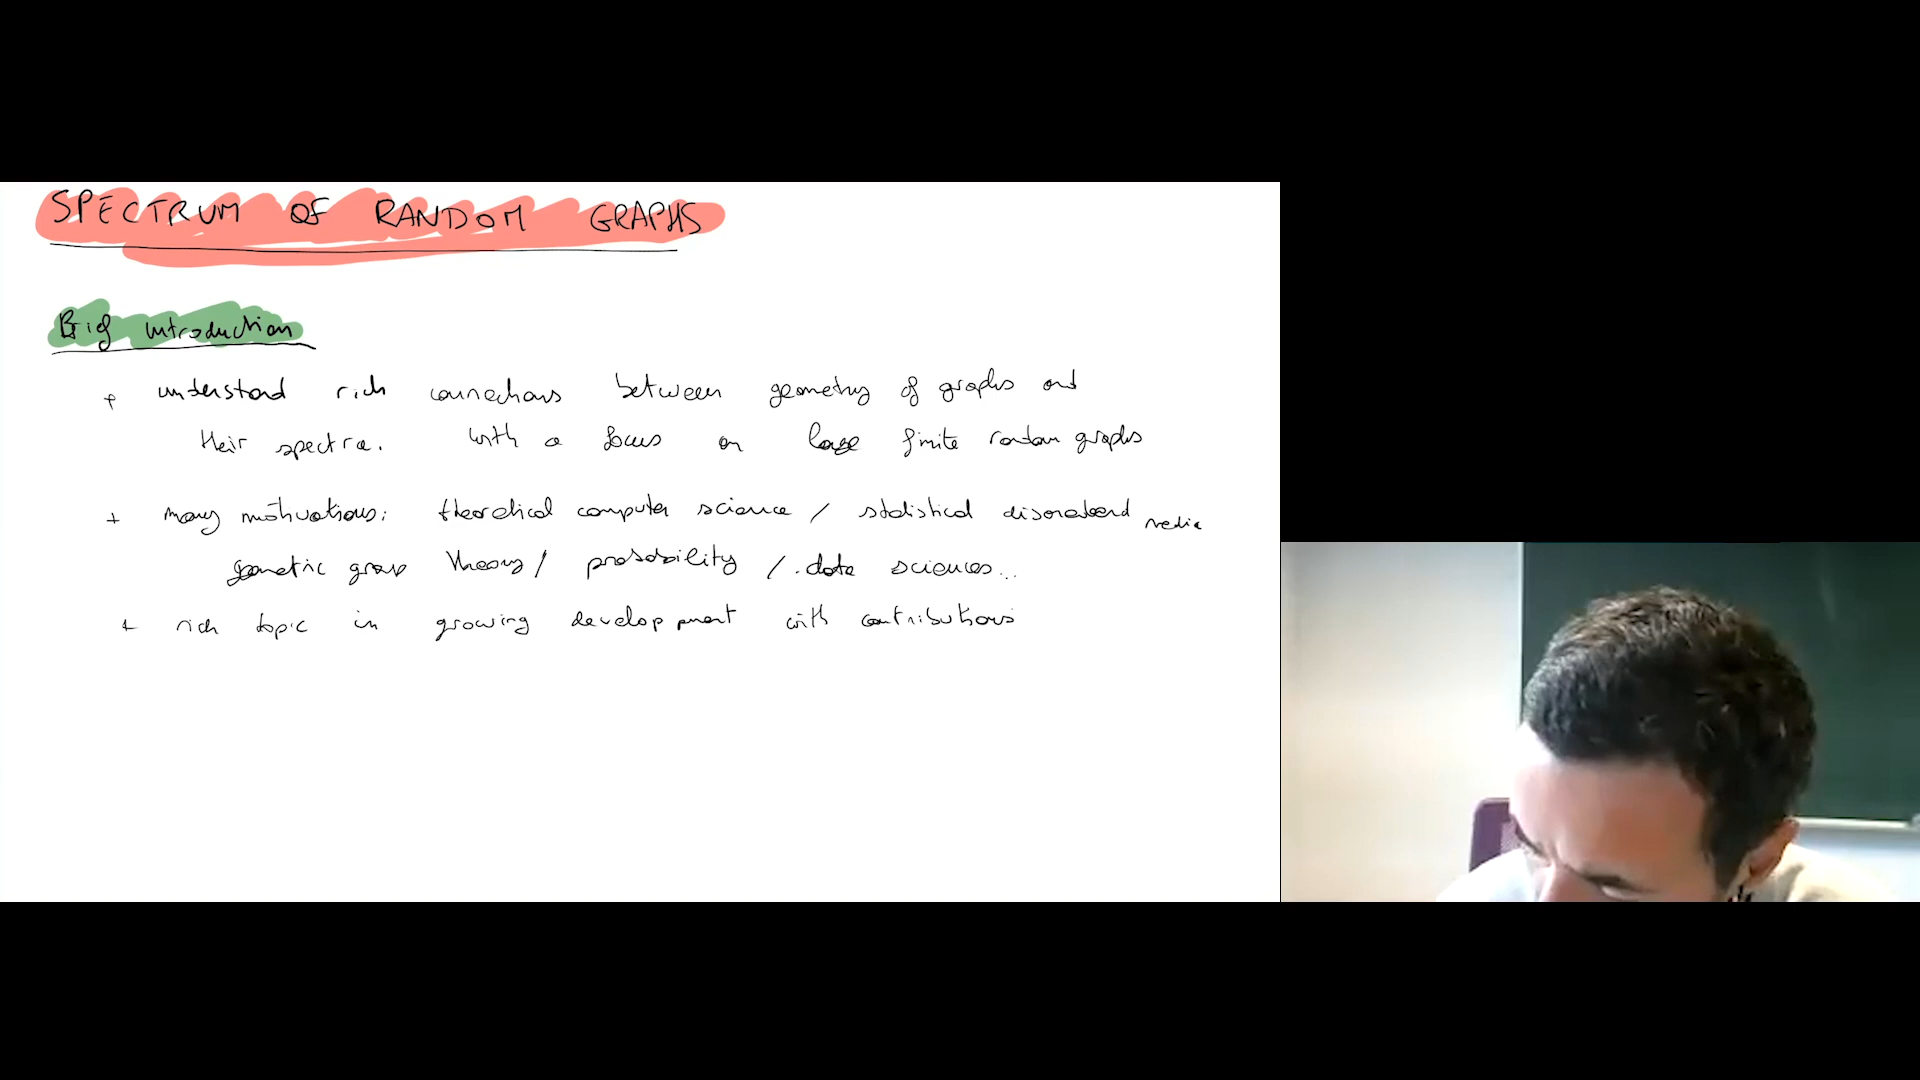 SPECTRUM OF RANDOM GRAPHS
Brief introduction
+ understand rich connections between geometry of graphs and
their spectra. with a focus on large finite random graphs
+ many motivations: theoretical computer science / statistical disordered media
geometric group theory / probability / data sciences...
+ rich topic in growing development with contributions